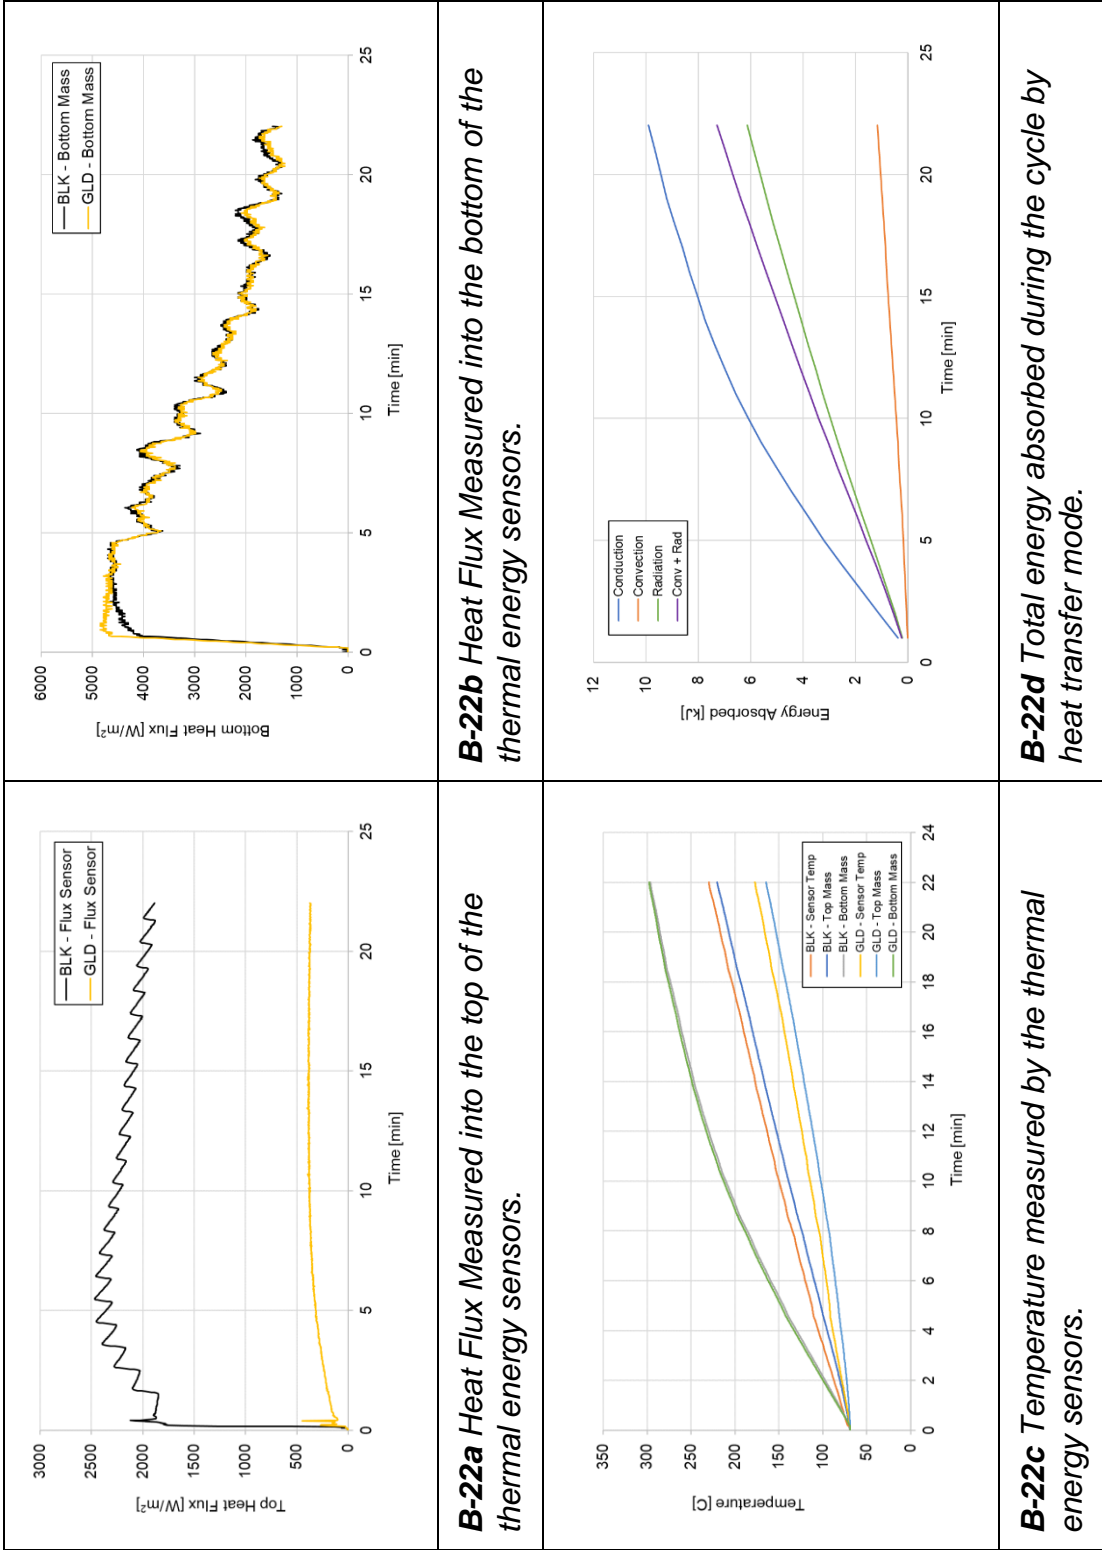 3000
2500
2000
1500
1000
500
0
0
5
10
15
20
25
Top Heat Flux [W/m²]
Time [min]
BLK - Flux Sensor
GLD - Flux Sensor
B-22a Heat Flux Measured into the top of the
thermal energy sensors.
6000
5000
4000
3000
2000
1000
0
0
5
10
15
20
25
Bottom Heat Flux [W/m²]
Time [min]
BLK - Bottom Mass
GLD - Bottom Mass
B-22b Heat Flux Measured into the bottom of the
thermal energy sensors.
350
300
250
200
150
100
50
0
0
2
4
6
8
10
12
14
16
18
20
22
24
Temperature [C]
Time [min]
BLK - Sensor Temp
BLK - Top Mass
BLK - Bottom Mass
GLD - Sensor Temp
GLD - Top Mass
GLD - Bottom Mass
B-22c Temperature measured by the thermal
energy sensors.
12
10
8
6
4
2
0
0
5
10
15
20
25
Energy Absorbed [kJ]
Time [min]
Conduction
Convection
Radiation
Conv + Rad
B-22d Total energy absorbed during the cycle by
heat transfer mode.